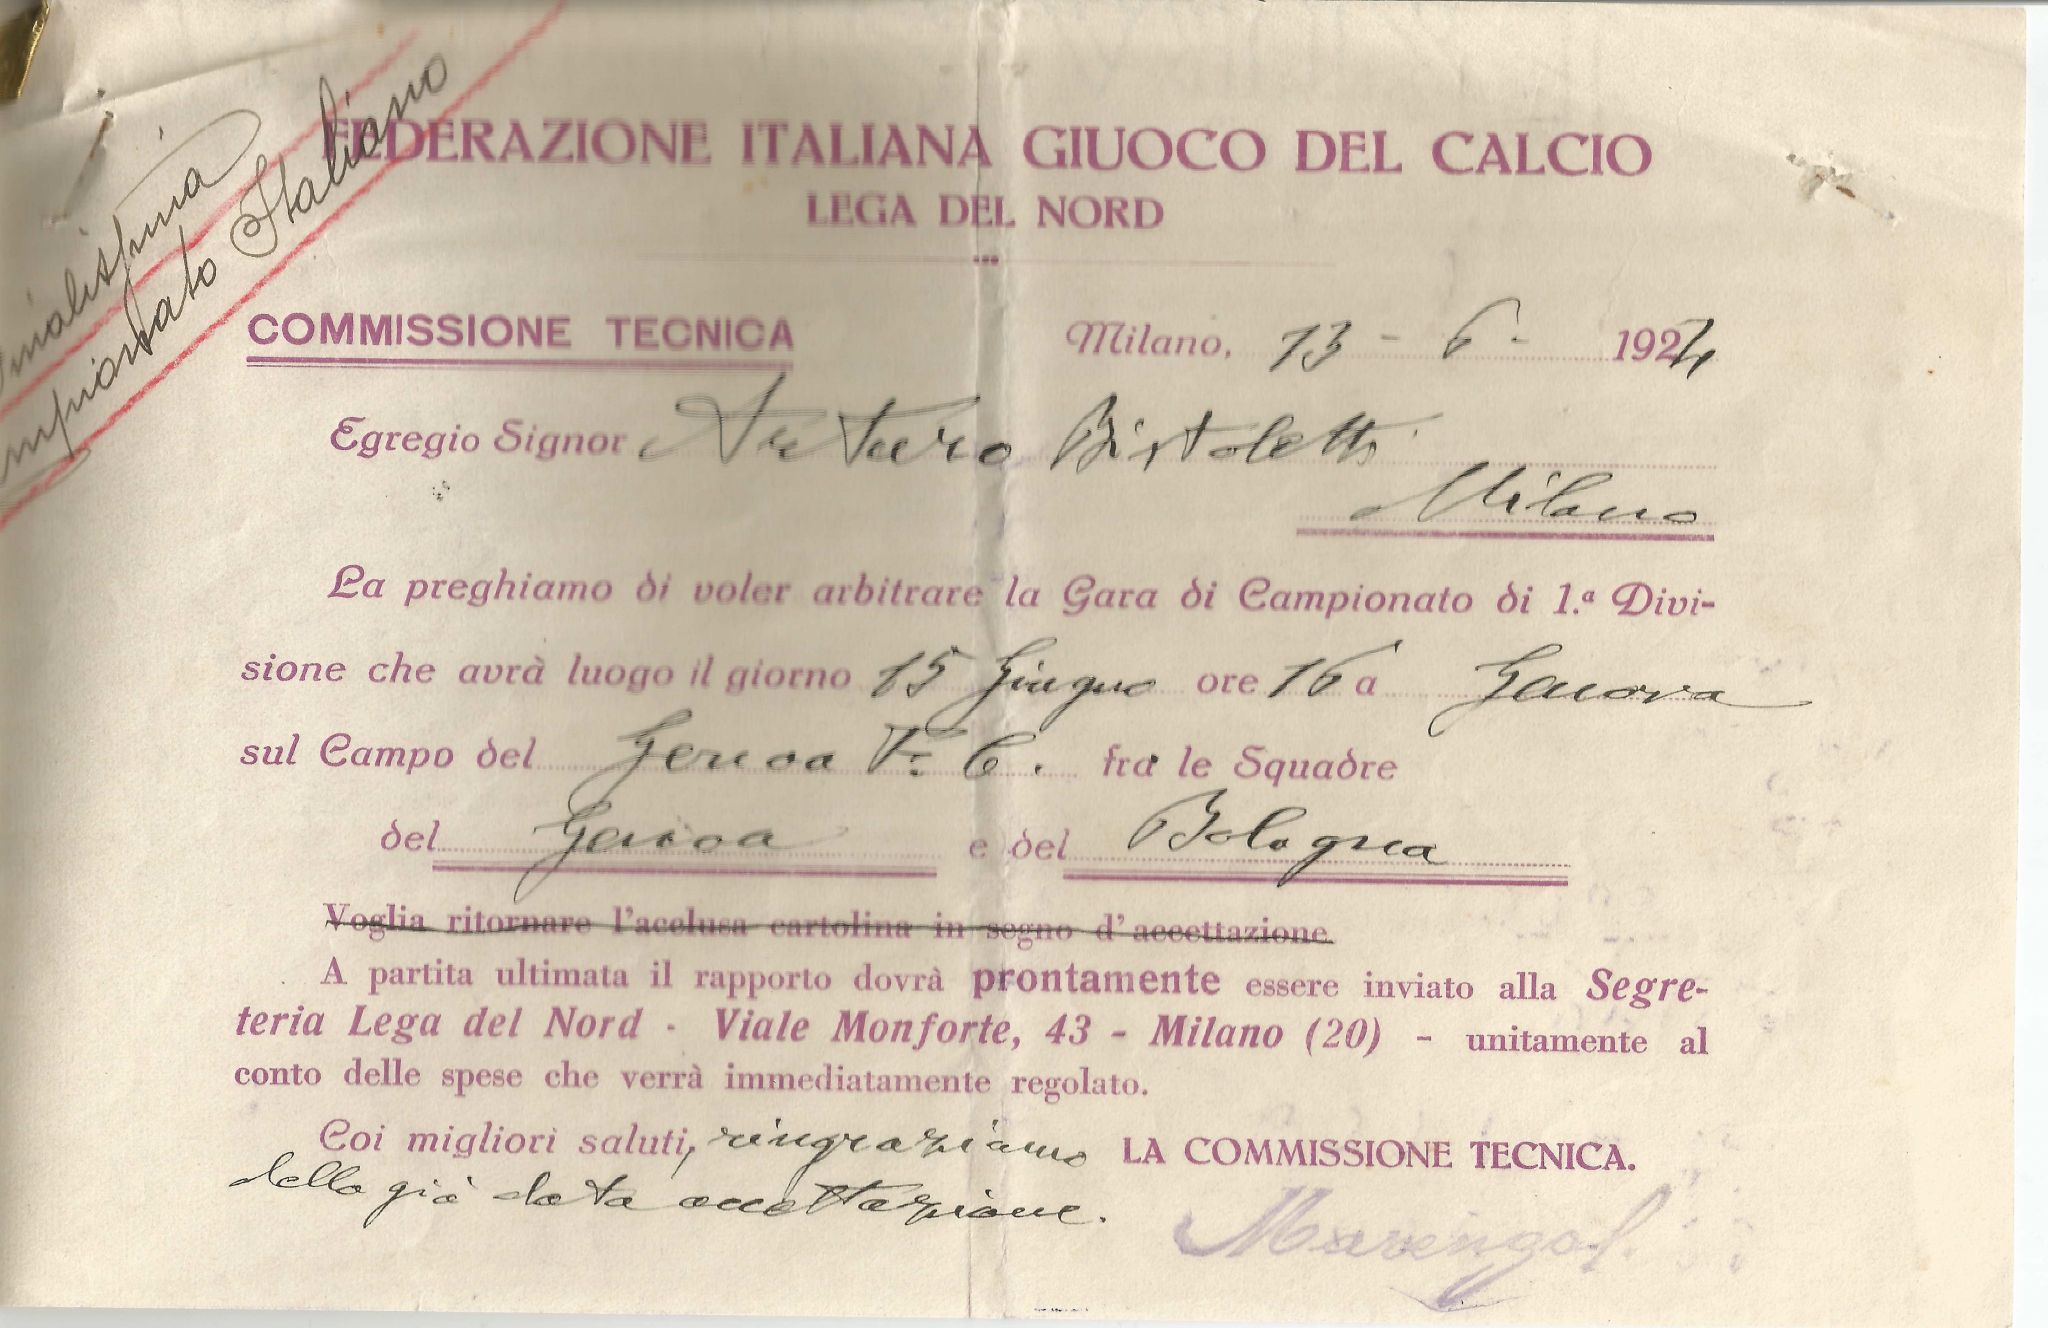 Finalissima
Campionato Italiano
FEDERAZIONE ITALIANA GIUOCO DEL CALCIO
LEGA DEL NORD
COMMISSIONE TECNICA
Milano, 13 - 6 - 1924
Egregio Signor Arturo Bistoletti
Milano
La preghiamo di voler arbitrare la Gara di Campionato di 1.ª Divi-
sione che avrà luogo il giorno 15 Giugno ore 16 a Genova
sul Campo del Genoa F. C. fra le Squadre
del Genoa e del Bologna
Voglia ritornare l'acclusa cartolina in segno d'accettazione
A partita ultimata il rapporto dovrà prontamente essere inviato alla Segre-
teria Lega del Nord - Viale Monforte, 43 - Milano (20) - unitamente al
conto delle spese che verrà immediatamente regolato.
Coi migliori saluti, ringraziamo LA COMMISSIONE TECNICA.
della già data accettazione.